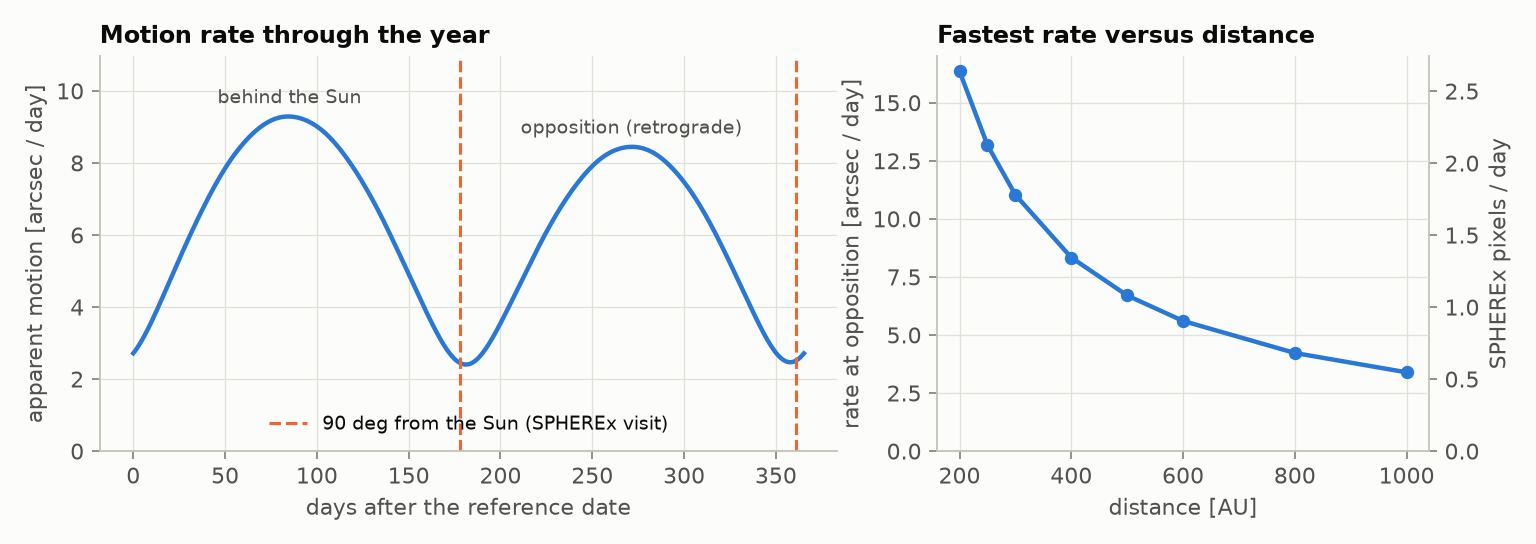 Motion rate through the year
apparent motion [arcsec / day]
10
8
6
4
2
0
behind the Sun
opposition (retrograde)
90 deg from the Sun (SPHEREx visit)
0 50 100 150 200 250 300 350
days after the reference date
Fastest rate versus distance
rate at opposition [arcsec / day]
15.0
12.5
10.0
7.5
5.0
2.5
0.0
2.5
2.0
1.5
1.0
0.5
0.0
SPHEREx pixels / day
200 400 600 800 1000
distance [AU]